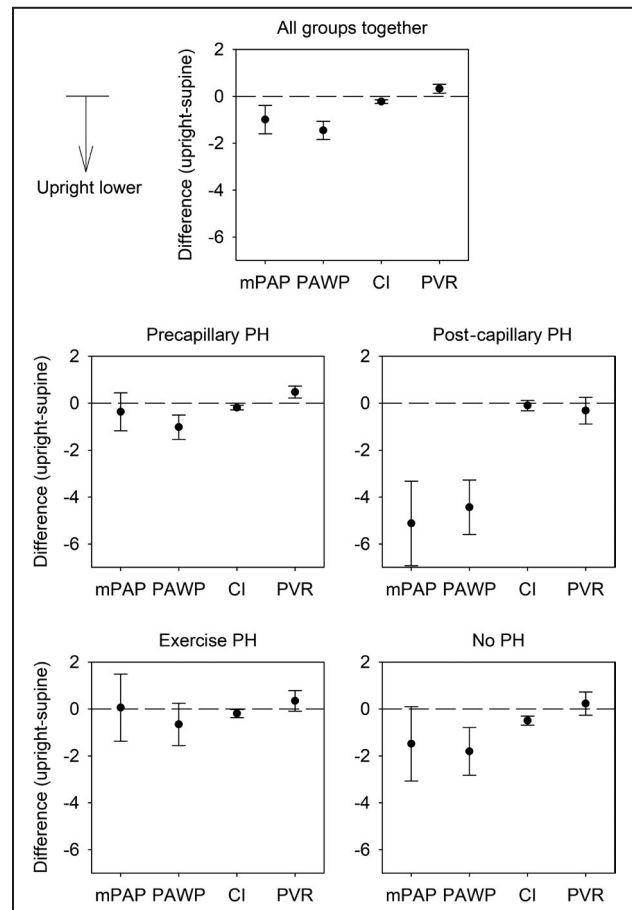 All groups together
Difference (upright-supine)
2
0
-2
-4
-6
Upright lower
mPAP PAWP CI PVR
Precapillary PH
Difference (upright-supine)
2
0
-2
-4
-6
mPAP PAWP CI PVR
Post-capillary PH
2
0
-2
-4
-6
mPAP PAWP CI PVR
Exercise PH
Difference (upright-supine)
2
0
-2
-4
-6
mPAP PAWP CI PVR
No PH
2
0
-2
-4
-6
mPAP PAWP CI PVR